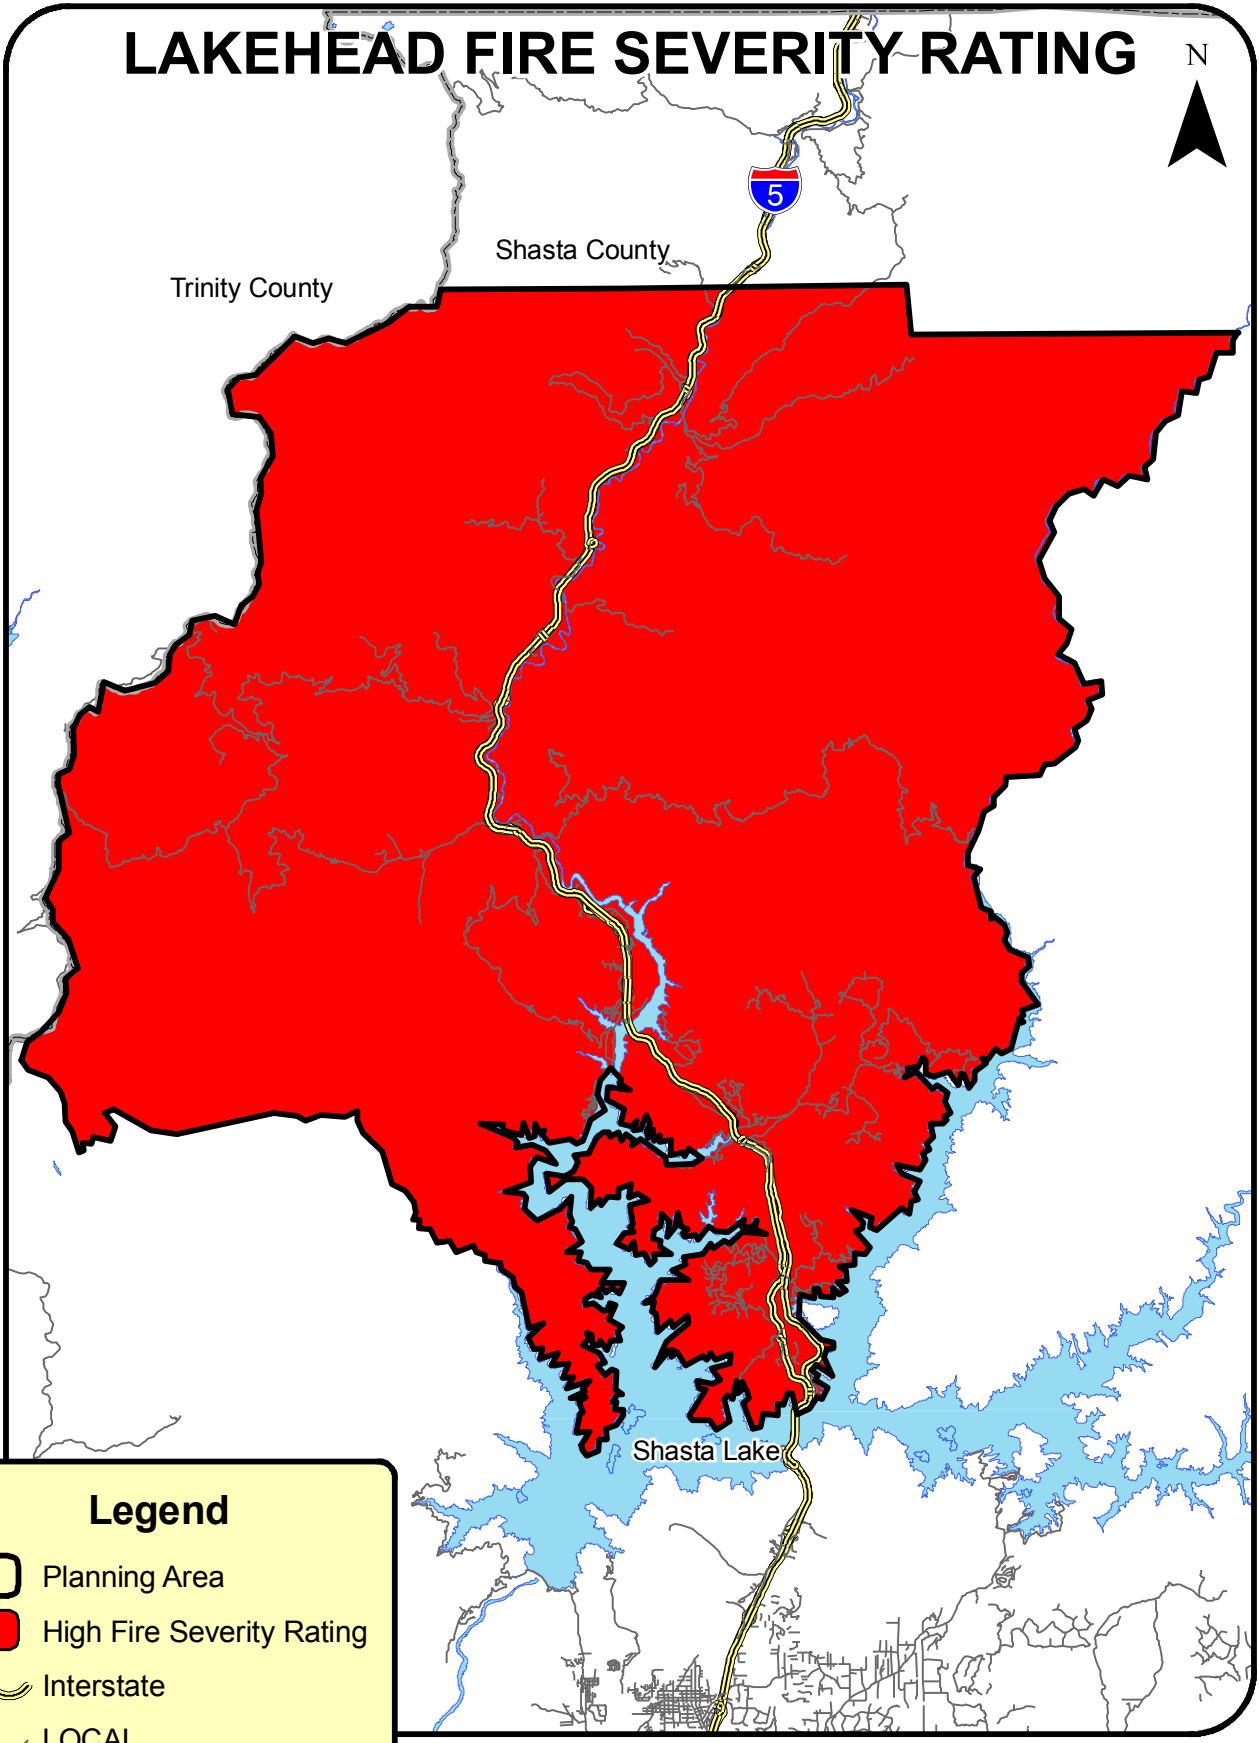 LAKEHEAD FIRE SEVERITY RATING
N
5
Shasta County
Trinity County
Shasta Lake
Legend
Planning Area
High Fire Severity Rating
Interstate
LOCAL